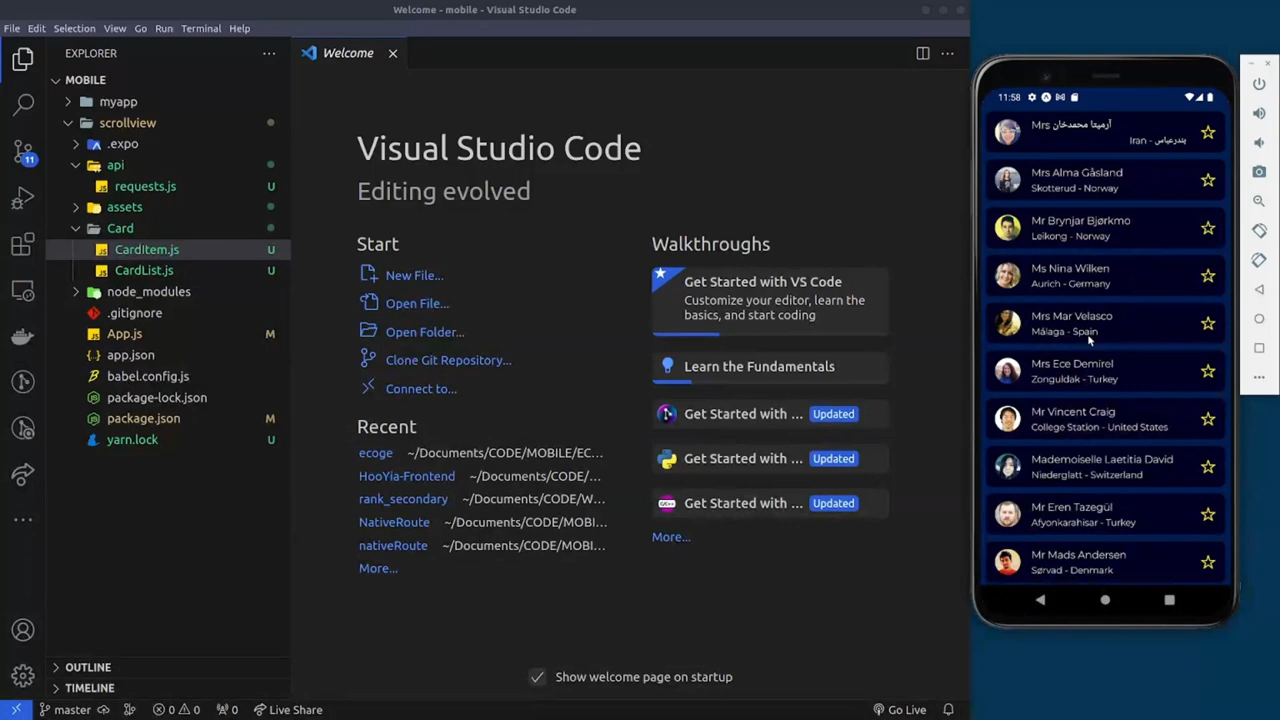 Welcome - mobile - Visual Studio Code
File Edit Selection View Go Run Terminal Help
EXPLORER
Welcome
MOBILE
myapp
scrollview
.expo
api
requests.js U
assets
Card
CardItem.js U
CardList.js U
node_modules
.gitignore
App.js M
app.json
babel.config.js
package-lock.json
package.json M
yarn.lock U
OUTLINE
TIMELINE
11
Visual Studio Code
Editing evolved
Start
New File...
Open File...
Open Folder...
Clone Git Repository...
Connect to...
Recent
ecoge ~/Documents/CODE/MOBILE/EC...
HooYia-Frontend ~/Documents/CODE/...
rank_secondary ~/Documents/CODE/W...
NativeRoute ~/Documents/CODE/MOBI...
nativeRoute ~/Documents/CODE/MOBI...
More...
Walkthroughs
Get Started with VS Code
Customize your editor, learn the
basics, and start coding
Learn the Fundamentals
Get Started with ... Updated
Get Started with ... Updated
Get Started with ... Updated
More...
Show welcome page on startup
master 0 0 0 Live Share Go Live
11:58
Mrs آرمیتا محمدخان
Iran - بندرعباس
Mrs Alma Gåsland
Skotterud - Norway
Mr Brynjar Bjørkmo
Leikong - Norway
Ms Nina Wilken
Aurich - Germany
Mrs Mar Velasco
Málaga - Spain
Mrs Ece Demirel
Zonguldak - Turkey
Mr Vincent Craig
College Station - United States
Mademoiselle Laetitia David
Niederglatt - Switzerland
Mr Eren Tazegül
Afyonkarahisar - Turkey
Mr Mads Andersen
Sørvad - Denmark